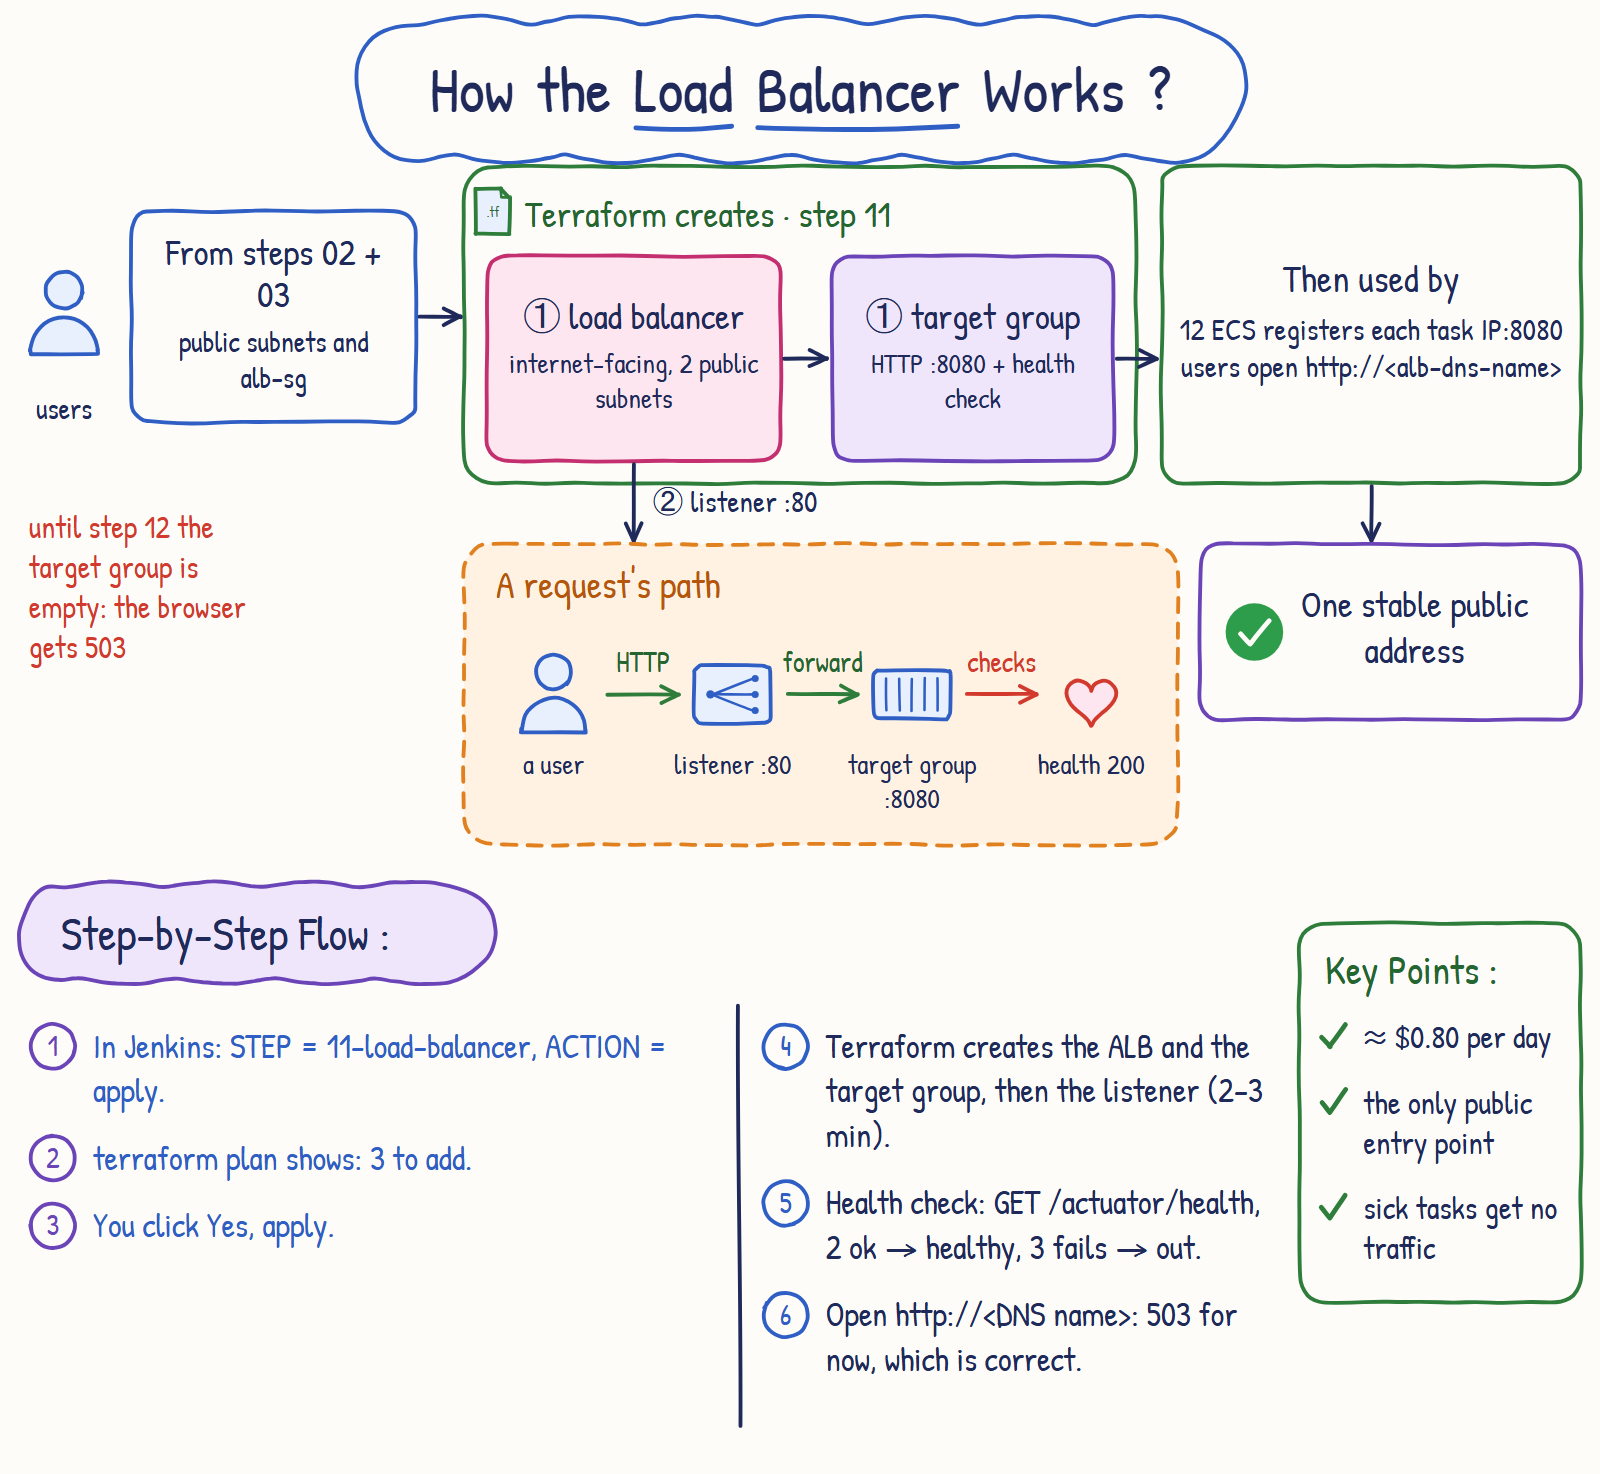 How the Load Balancer Works ?
.tf
Terraform creates · step 11
From steps 02 +
03
public subnets and
alb-sg
users
① load balancer
internet-facing, 2 public
subnets
① target group
HTTP :8080 + health
check
Then used by
12 ECS registers each task IP:8080
users open http://<alb-dns-name>
② listener :80
until step 12 the
target group is
empty: the browser
gets 503
A request's path
HTTP
forward
checks
a user
listener :80
target group
:8080
health 200
One stable public
address
Step-by-Step Flow :
1 In Jenkins: STEP = 11-load-balancer, ACTION =
apply.
2 terraform plan shows: 3 to add.
3 You click Yes, apply.
4 Terraform creates the ALB and the
target group, then the listener (2-3
min).
5 Health check: GET /actuator/health,
2 ok → healthy, 3 fails → out.
6 Open http://<DNS name>: 503 for
now, which is correct.
Key Points :
≈ $0.80 per day
the only public
entry point
sick tasks get no
traffic